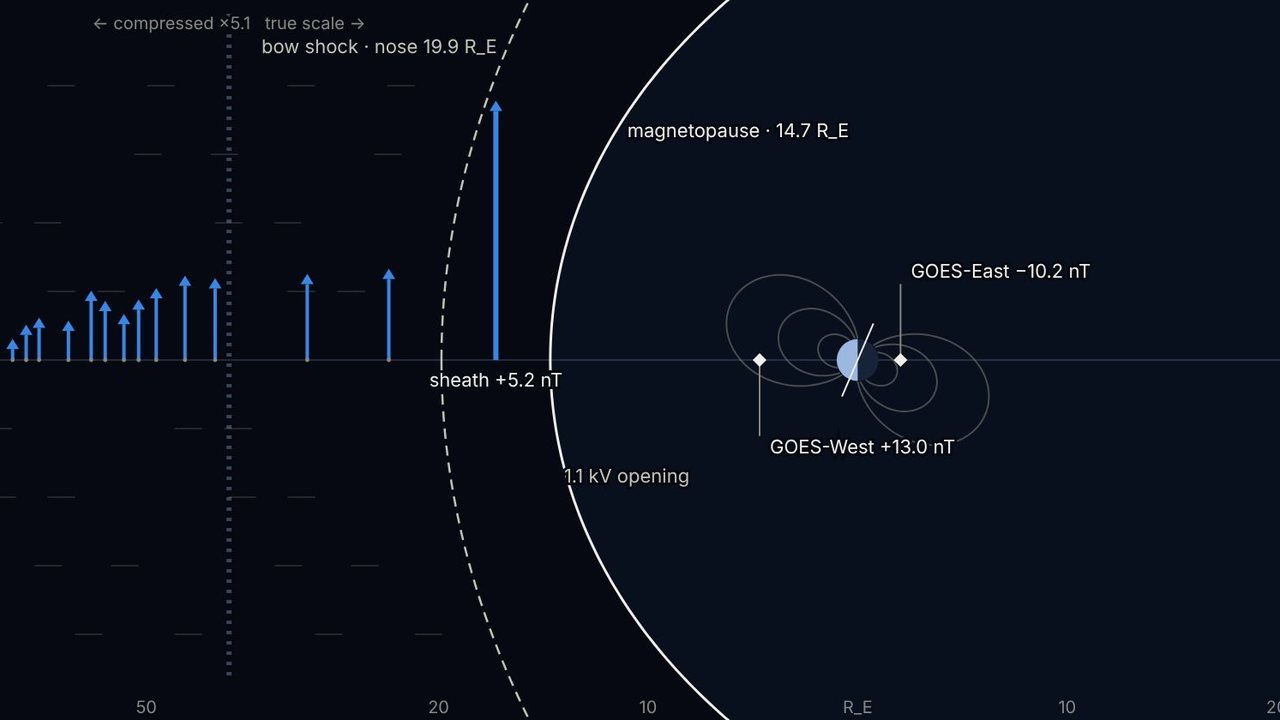 ← compressed ×5.1 true scale →
bow shock · nose 19.9 R_E
magnetopause · 14.7 R_E
GOES-East −10.2 nT
sheath +5.2 nT
GOES-West +13.0 nT
1.1 kV opening
50 20 10 R_E 10 20